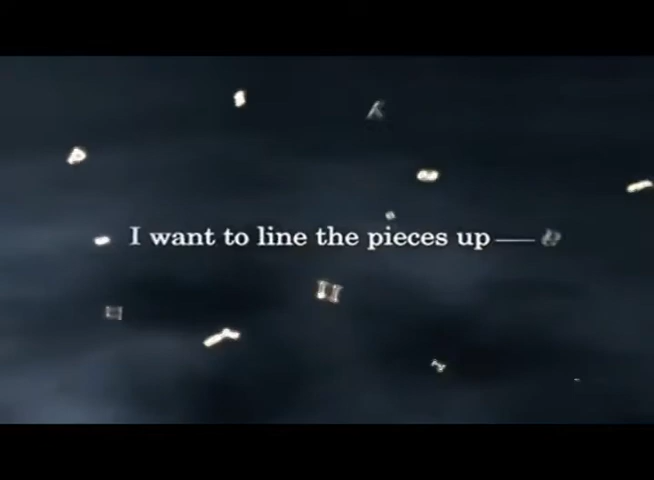 I want to line the pieces up——